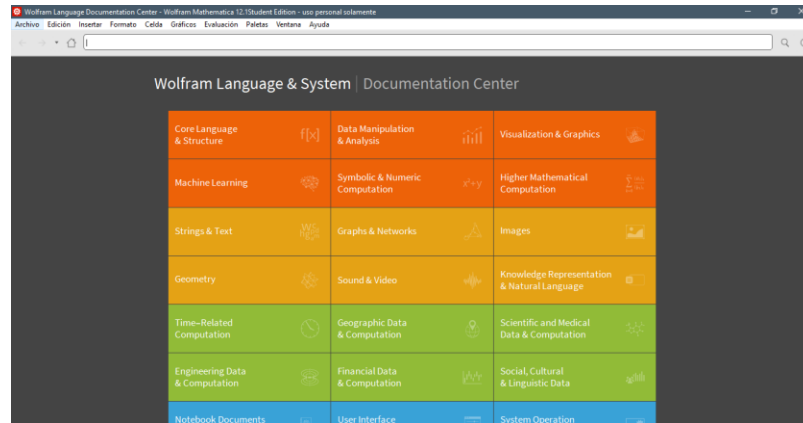 Wolfram Language Documentation Center - Wolfram Mathematica 12.1Student Edition - uso personal solamente
Archivo Edición Insertar Formato Celda Gráficos Evaluación Paletas Ventana Ayuda
Wolfram Language & System | Documentation Center
Core Language
& Structure
f[x]
Data Manipulation
& Analysis
Visualization & Graphics
Machine Learning
Symbolic & Numeric
Computation
x²+y
Higher Mathematical
Computation
Strings & Text
Graphs & Networks
Images
Geometry
Sound & Video
Knowledge Representation
& Natural Language
Time-Related
Computation
Geographic Data
& Computation
Scientific and Medical
Data & Computation
Engineering Data
& Computation
Financial Data
& Computation
Social, Cultural
& Linguistic Data
Notebook Documents
User Interface
System Operation